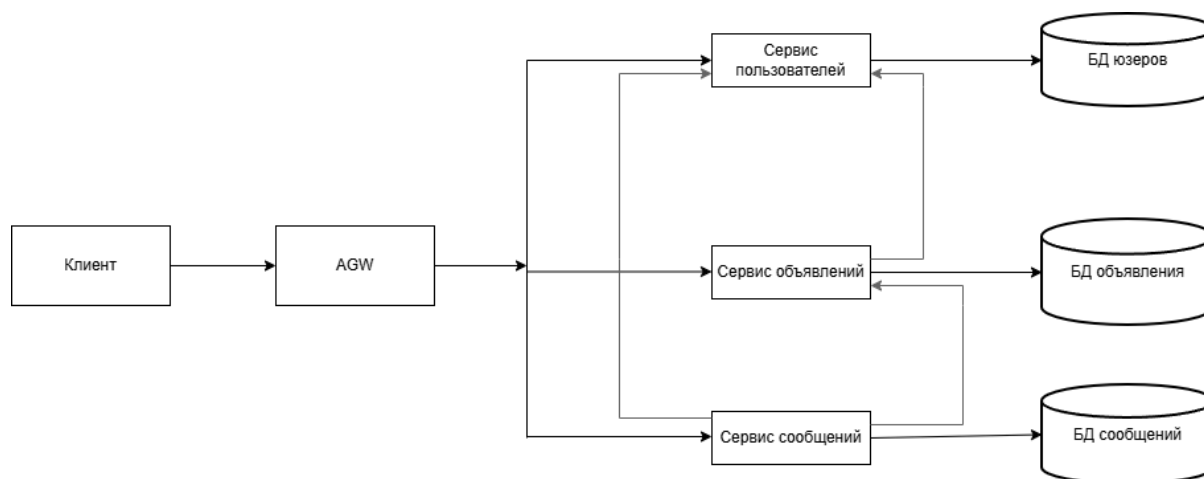 Сервис
пользователей
БД юзеров
Клиент
AGW
Сервис объявлений
БД объявления
Сервис сообщений
БД сообщений